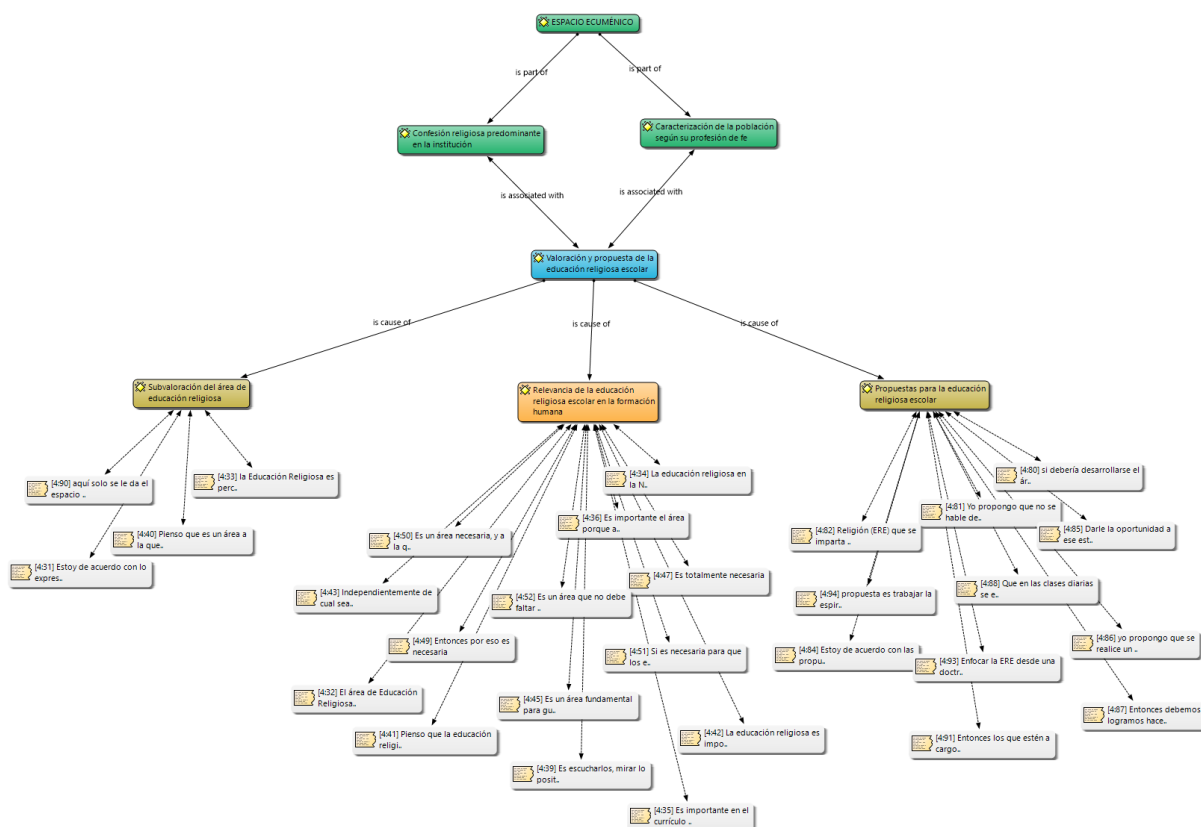 ESPACIO ECUMÉNICO
is part of
is part of
Confesión religiosa predominante
en la institución
Caracterización de la población
según su profesión de fe
is associated with
is associated with
Valoración y propuesta de la
educación religiosa escolar
is cause of
is cause of
is cause of
Subvaloración del área de
educación religiosa
Relevancia de la educación
religiosa escolar en la formación
humana
Propuestas para la educación
religiosa escolar
[4:90] aquí solo se le da el
espacio ..
[4:33] la Educación Religiosa es
perc..
[4:40] Pienso que es un área a
la que..
[4:31] Estoy de acuerdo con lo
expres..
[4:34] La educación religiosa en
la N..
[4:36] Es importante el área
porque a..
[4:50] Es un área necesaria, y a
la q..
[4:47] Es totalmente necesaria
[4:43] Independientemente de
cual sea..
[4:52] Es un área que no debe
faltar ..
[4:49] Entonces por eso es
necesaria
[4:51] Si es necesaria para que
los e..
[4:32] El área de Educación
Religiosa..
[4:45] Es un área fundamental
para gu..
[4:41] Pienso que la educación
religi..
[4:42] La educación religiosa es
impo..
[4:39] Es escucharlos, mirar lo
posit..
[4:35] Es importante en el
currículo ..
[4:80] si debería desarrollarse el
ár..
[4:81] Yo propongo que no se
hable de..
[4:82] Religión (ERE) que se
imparta ..
[4:85] Darle la oportunidad a
ese est..
[4:88] Que en las clases diarias
se e..
[4:94] propuesta es trabajar la
espir..
[4:86] yo propongo que se
realice un ..
[4:84] Estoy de acuerdo con las
propu..
[4:93] Enfocar la ERE desde una
doctr..
[4:87] Entonces debemos
logramos hace..
[4:91] Entonces los que estén a
cargo..